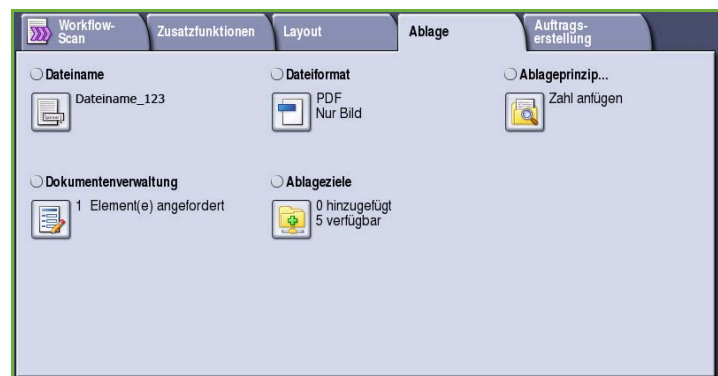 Workflow-
Scan
Zusatzfunktionen
Layout
Ablage
Auftrags-
erstellung
Dateiname
Dateiname_123
Dateiformat
PDF
Nur Bild
Ablageprinzip...
Zahl anfügen
Dokumentenverwaltung
1 Element(e) angefordert
Ablageziele
0 hinzugefügt
5 verfügbar